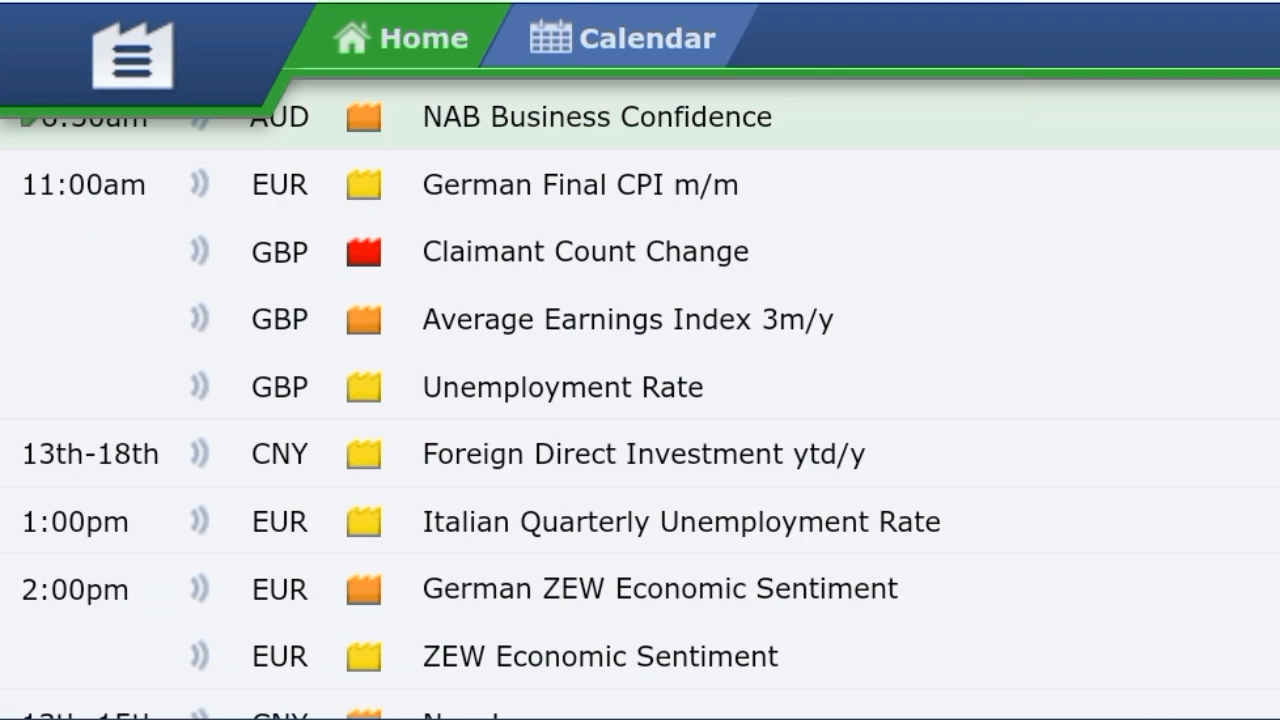 Home Calendar
AUD NAB Business Confidence
11:00am EUR German Final CPI m/m
GBP Claimant Count Change
GBP Average Earnings Index 3m/y
GBP Unemployment Rate
13th-18th CNY Foreign Direct Investment ytd/y
1:00pm EUR Italian Quarterly Unemployment Rate
2:00pm EUR German ZEW Economic Sentiment
EUR ZEW Economic Sentiment